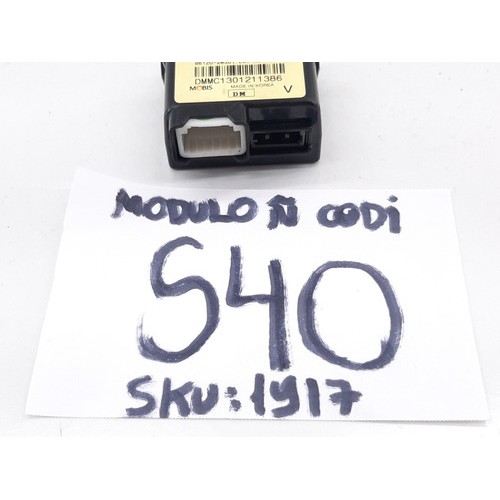 DMMC1301211386
MOBIS MADE IN KOREA
DM V
MODULO Ñ CODI
S40
SKU:1917